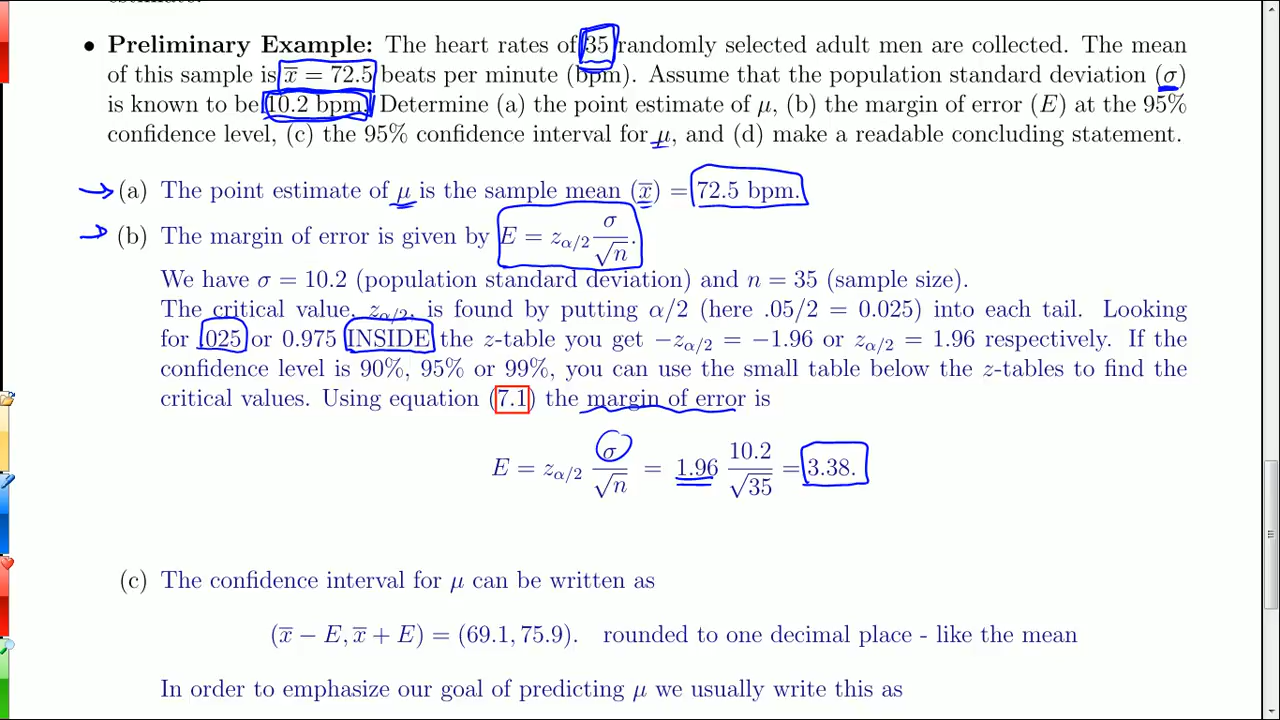 • Preliminary Example: The heart rates of 35 randomly selected adult men are collected. The mean
of this sample is x̅ = 72.5 beats per minute (bpm). Assume that the population standard deviation (σ)
is known to be 10.2 bpm. Determine (a) the point estimate of μ, (b) the margin of error (E) at the 95%
confidence level, (c) the 95% confidence interval for μ, and (d) make a readable concluding statement.
(a) The point estimate of μ is the sample mean (x̅) = 72.5 bpm.
(b) The margin of error is given by E = z_{α/2} σ/√n.
We have σ = 10.2 (population standard deviation) and n = 35 (sample size).
The critical value, z_{α/2}, is found by putting α/2 (here .05/2 = 0.025) into each tail. Looking
for .025 or 0.975 INSIDE the z-table you get −z_{α/2} = −1.96 or z_{α/2} = 1.96 respectively. If the
confidence level is 90%, 95% or 99%, you can use the small table below the z-tables to find the
critical values. Using equation (7.1) the margin of error is
E = z_{α/2} σ/√n = 1.96 10.2/√35 = 3.38.
(c) The confidence interval for μ can be written as
(x̅ − E, x̅ + E) = (69.1, 75.9). rounded to one decimal place - like the mean
In order to emphasize our goal of predicting μ we usually write this as